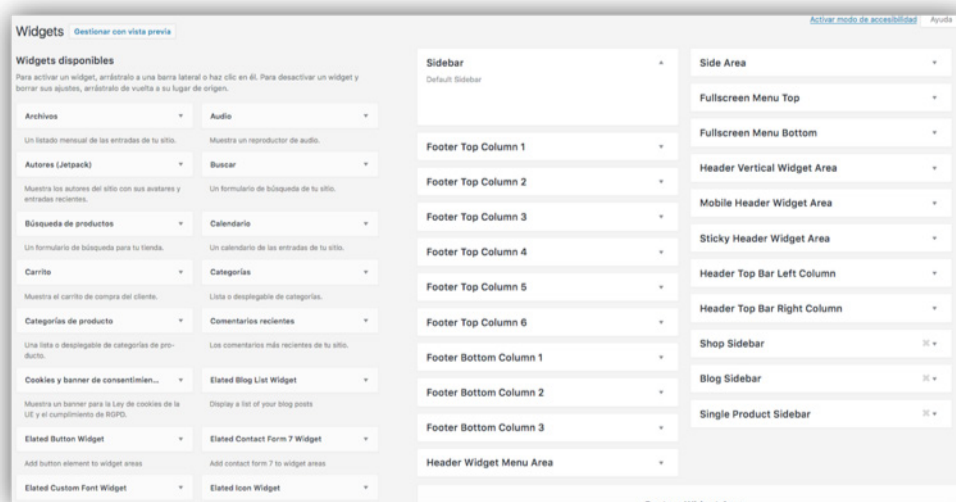 Activar modo de accesibilidad Ayuda
Widgets Gestionar con vista previa
Widgets disponibles
Para activar un widget, arrástralo a una barra lateral o haz clic en él. Para desactivar un widget y
borrar sus ajustes, arrástralo de vuelta a su lugar de origen.
Archivos
Un listado mensual de las entradas de tu sitio.
Audio
Muestra un reproductor de audio.
Autores (Jetpack)
Muestra los autores del sitio con sus avatares y
entradas recientes.
Buscar
Un formulario de búsqueda de tu sitio.
Búsqueda de productos
Un formulario de búsqueda para tu tienda.
Calendario
Un calendario de las entradas de tu sitio.
Carrito
Muestra el carrito de compra del cliente.
Categorías
Lista o desplegable de categorías.
Categorías de producto
Una lista o desplegable de categorías de pro-
ducto.
Comentarios recientes
Los comentarios más recientes de tu sitio.
Cookies y banner de consentimien...
Muestra un banner para la Ley de cookies de la
UE y el cumplimiento de RGPD.
Elated Blog List Widget
Display a list of your blog posts
Elated Button Widget
Add button element to widget areas
Elated Contact Form 7 Widget
Add contact form 7 to widget areas
Elated Custom Font Widget
Elated Icon Widget
Sidebar
Default Sidebar
Footer Top Column 1
Footer Top Column 2
Footer Top Column 3
Footer Top Column 4
Footer Top Column 5
Footer Top Column 6
Footer Bottom Column 1
Footer Bottom Column 2
Footer Bottom Column 3
Header Widget Menu Area
Side Area
Fullscreen Menu Top
Fullscreen Menu Bottom
Header Vertical Widget Area
Mobile Header Widget Area
Sticky Header Widget Area
Header Top Bar Left Column
Header Top Bar Right Column
Shop Sidebar
Blog Sidebar
Single Product Sidebar